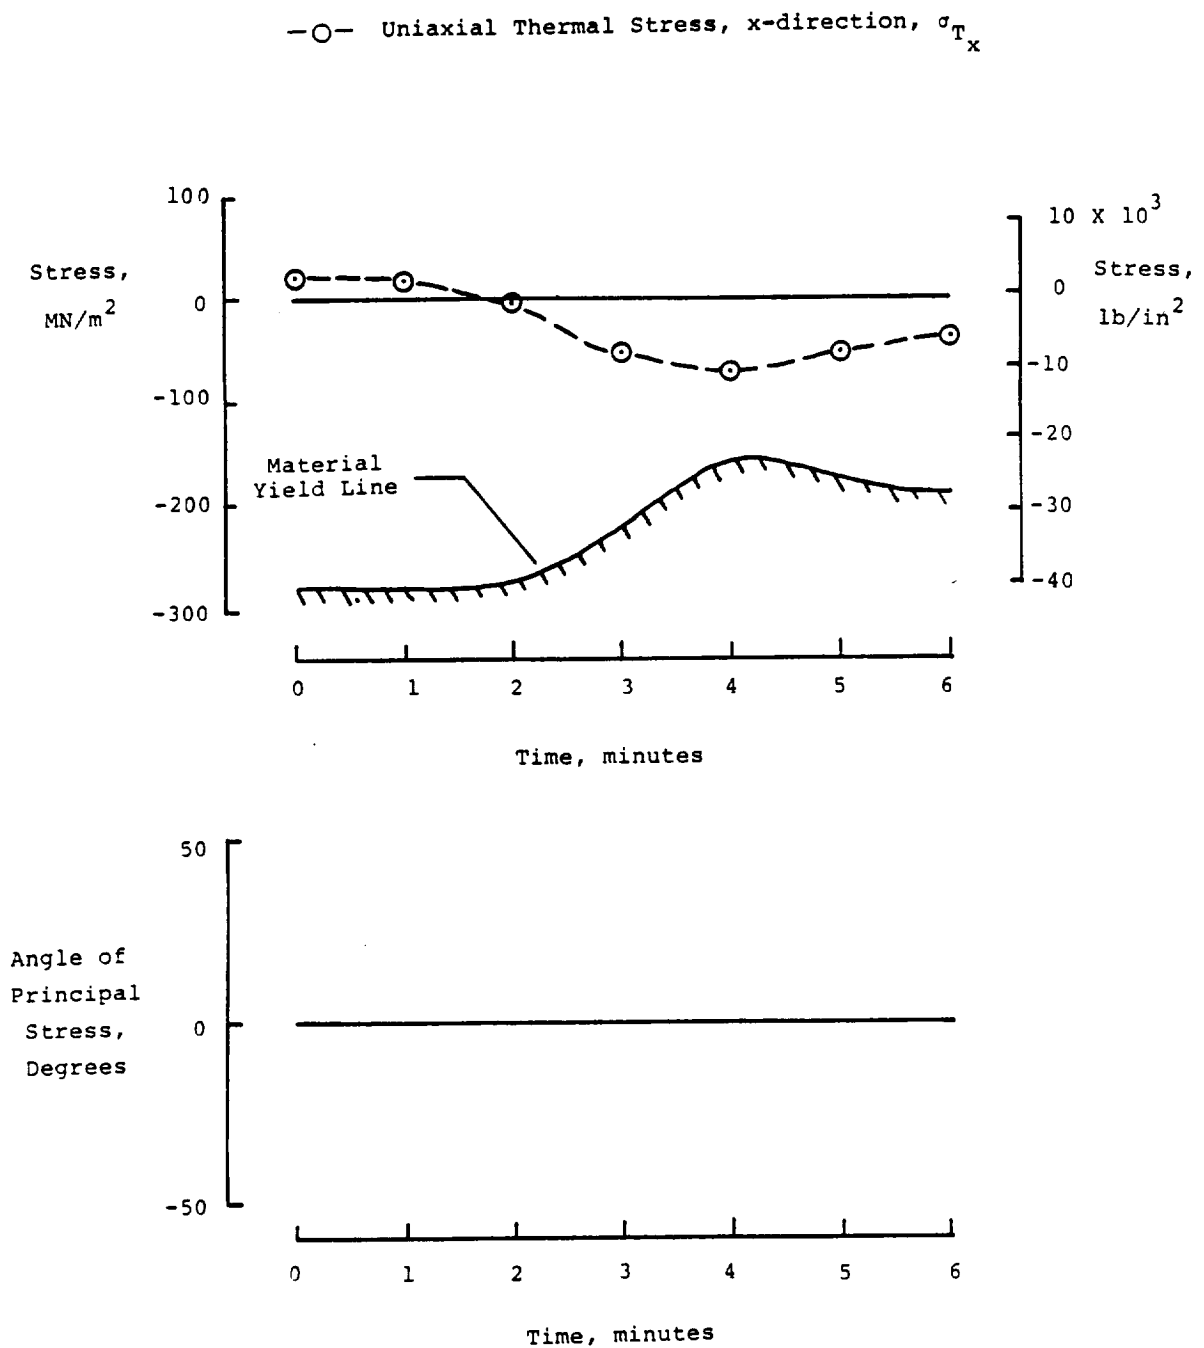 —o— Uniaxial Thermal Stress, x-direction, σTx
100
0
-100
-200
-300
Stress,
MN/m2
10 X 103
0
-10
-20
-30
-40
Stress,
lb/in2
Material
Yield Line
0 1 2 3 4 5 6
Time, minutes
50
0
-50
Angle of
Principal
Stress,
Degrees
0 1 2 3 4 5 6
Time, minutes